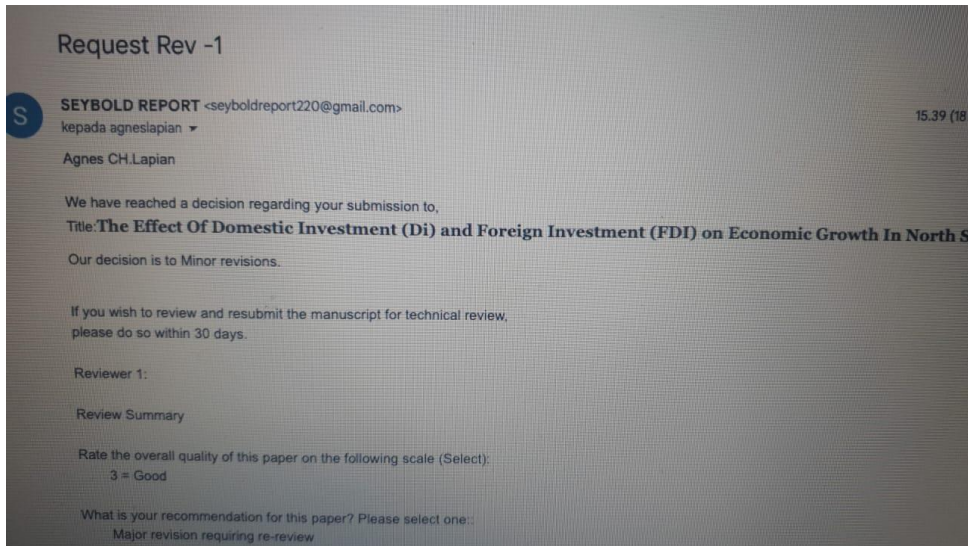 Request Rev -1
S
SEYBOLD REPORT <seyboldreport220@gmail.com>
15.39 (18
kepada agneslapian
Agnes CH.Lapian
We have reached a decision regarding your submission to,
Title:The Effect Of Domestic Investment (Di) and Foreign Investment (FDI) on Economic Growth In North S
Our decision is to Minor revisions.
If you wish to review and resubmit the manuscript for technical review,
please do so within 30 days.
Reviewer 1:
Review Summary
Rate the overall quality of this paper on the following scale (Select):
3 = Good
What is your recommendation for this paper? Please select one::
Major revision requiring re-review